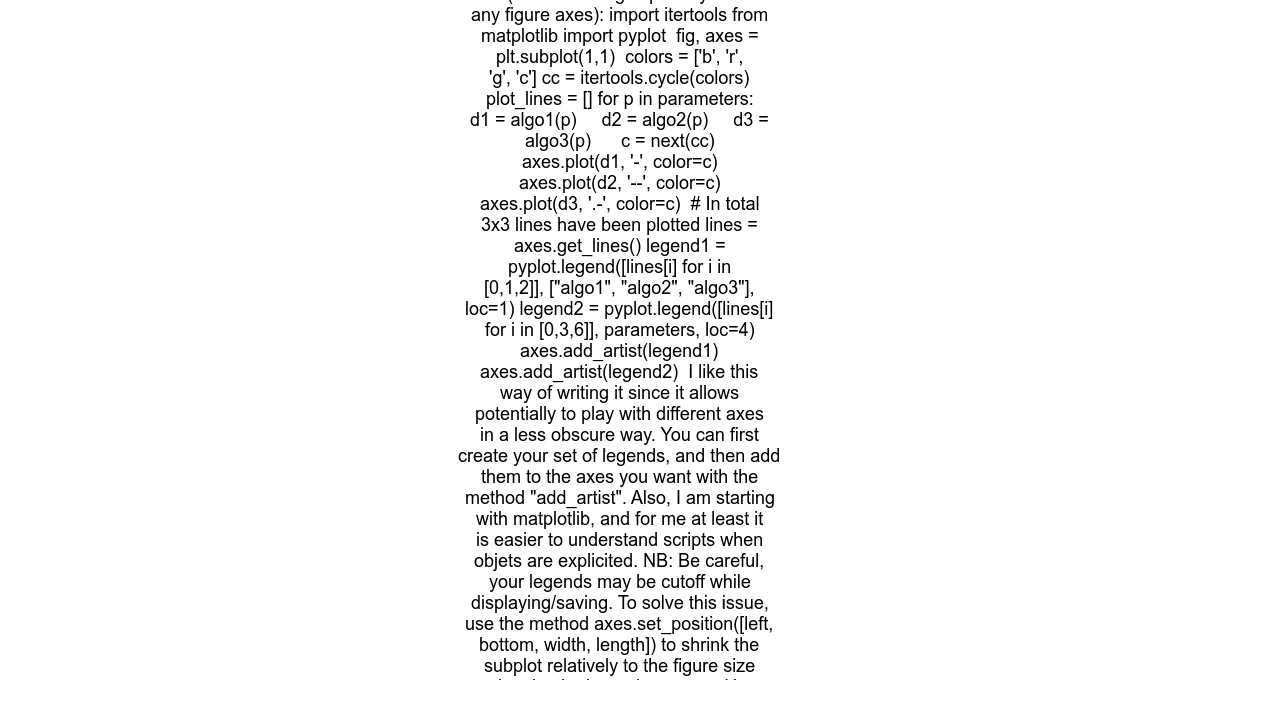 any figure axes): import itertools from
matplotlib import pyplot  fig, axes =
plt.subplot(1,1)  colors = ['b', 'r',
'g', 'c'] cc = itertools.cycle(colors)
plot_lines = [] for p in parameters:
d1 = algo1(p)     d2 = algo2(p)     d3 =
algo3(p)      c = next(cc)
axes.plot(d1, '-', color=c)
axes.plot(d2, '--', color=c)
axes.plot(d3, '.-', color=c)  # In total
3x3 lines have been plotted lines =
axes.get_lines() legend1 =
pyplot.legend([lines[i] for i in
[0,1,2]], ["algo1", "algo2", "algo3"],
loc=1) legend2 = pyplot.legend([lines[i]
for i in [0,3,6]], parameters, loc=4)
axes.add_artist(legend1)
axes.add_artist(legend2)  I like this
way of writing it since it allows
potentially to play with different axes
in a less obscure way. You can first
create your set of legends, and then add
them to the axes you want with the
method "add_artist". Also, I am starting
with matplotlib, and for me at least it
is easier to understand scripts when
objets are explicited. NB: Be careful,
your legends may be cutoff while
displaying/saving. To solve this issue,
use the method axes.set_position([left,
bottom, width, length]) to shrink the
subplot relatively to the figure size